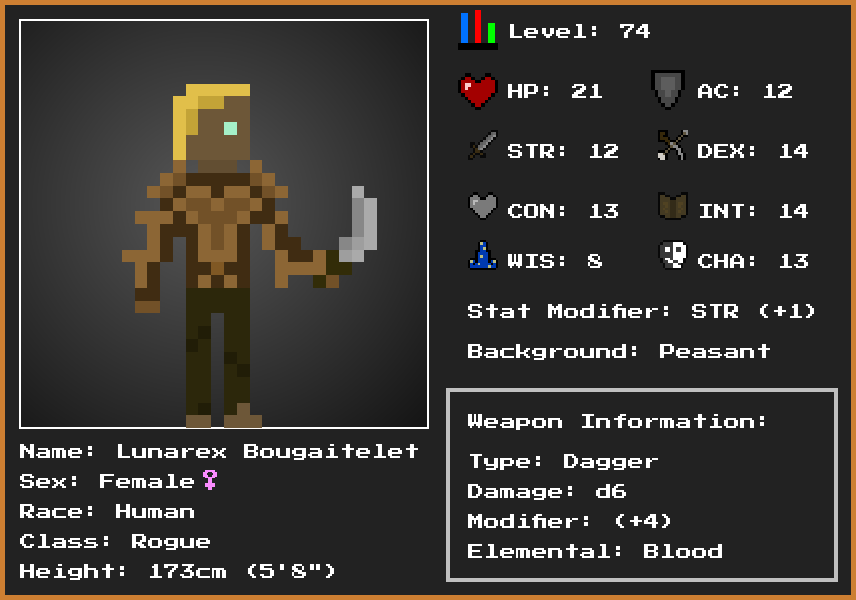 Level: 74
HP: 21
AC: 12
STR: 12
DEX: 14
CON: 13
INT: 14
WIS: 8
CHA: 13
Stat Modifier: STR (+1)
Background: Peasant
Weapon Information:
Type: Dagger
Damage: d6
Modifier: (+4)
Elemental: Blood
Name: Lunarex Bougaitelet
Sex: Female♀
Race: Human
Class: Rogue
Height: 173cm (5'8")